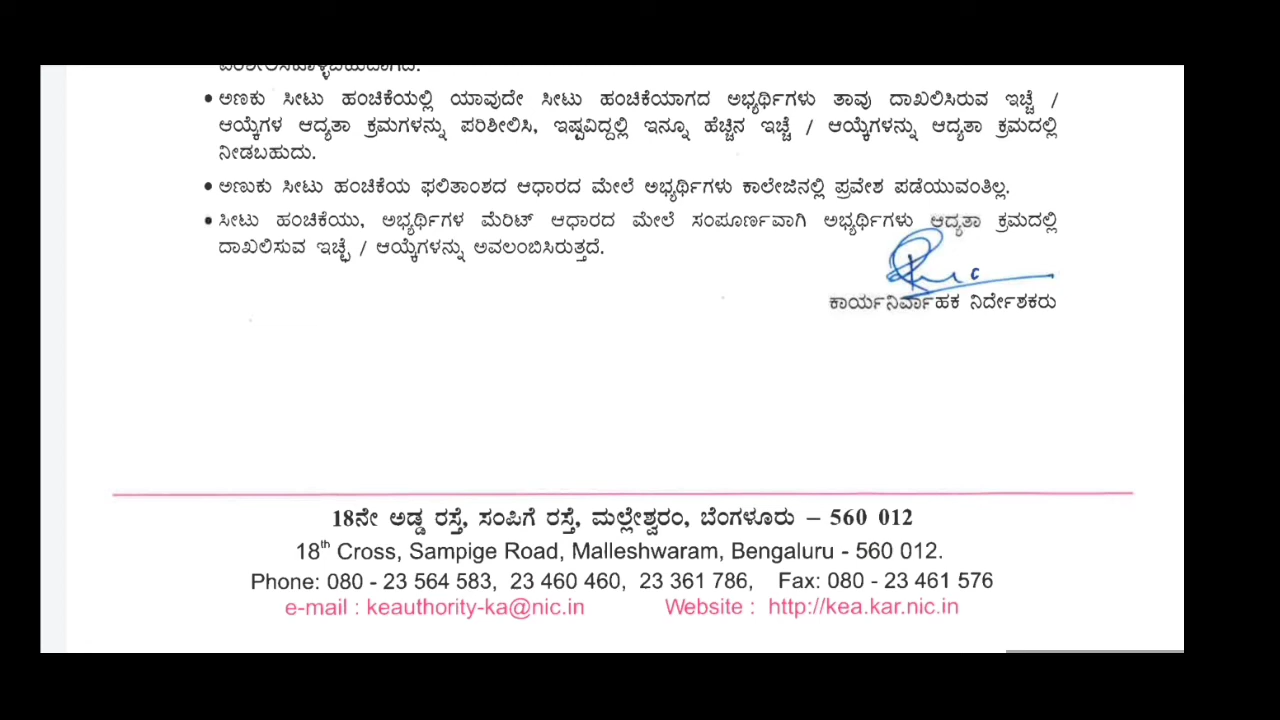 • ಅಣಕು ಸೀಟು ಹಂಚಿಕೆಯಲ್ಲಿ ಯಾವುದೇ ಸೀಟು ಹಂಚಿಕೆಯಾಗದ ಅಭ್ಯರ್ಥಿಗಳು ತಾವು ದಾಖಲಿಸಿರುವ ಇಚ್ಛೆ /
ಆಯ್ಕೆಗಳ ಆದ್ಯತಾ ಕ್ರಮಗಳನ್ನು ಪರಿಶೀಲಿಸಿ, ಇಷ್ಟವಿದ್ದಲ್ಲಿ ಇನ್ನೂ ಹೆಚ್ಚಿನ ಇಚ್ಛೆ / ಆಯ್ಕೆಗಳನ್ನು ಆದ್ಯತಾ ಕ್ರಮದಲ್ಲಿ
ನೀಡಬಹುದು.
• ಅಣುಕು ಸೀಟು ಹಂಚಿಕೆಯ ಫಲಿತಾಂಶದ ಆಧಾರದ ಮೇಲೆ ಅಭ್ಯರ್ಥಿಗಳು ಕಾಲೇಜಿನಲ್ಲಿ ಪ್ರವೇಶ ಪಡೆಯುವಂತಿಲ್ಲ.
• ಸೀಟು ಹಂಚಿಕೆಯು, ಅಭ್ಯರ್ಥಿಗಳ ಮೆರಿಟ್ ಆಧಾರದ ಮೇಲೆ ಸಂಪೂರ್ಣವಾಗಿ ಅಭ್ಯರ್ಥಿಗಳು ಆದ್ಯತಾ ಕ್ರಮದಲ್ಲಿ
ದಾಖಲಿಸುವ ಇಚ್ಛೆ / ಆಯ್ಕೆಗಳನ್ನು ಅವಲಂಬಿಸಿರುತ್ತದೆ.
ಕಾರ್ಯನಿರ್ವಾಹಕ ನಿರ್ದೇಶಕರು
18ನೇ ಅಡ್ಡ ರಸ್ತೆ, ಸಂಪಿಗೆ ರಸ್ತೆ, ಮಲ್ಲೇಶ್ವರಂ, ಬೆಂಗಳೂರು – 560 012
18th Cross, Sampige Road, Malleshwaram, Bengaluru - 560 012.
Phone: 080 - 23 564 583, 23 460 460, 23 361 786, Fax: 080 - 23 461 576
e-mail : keauthority-ka@nic.in Website : http://kea.kar.nic.in